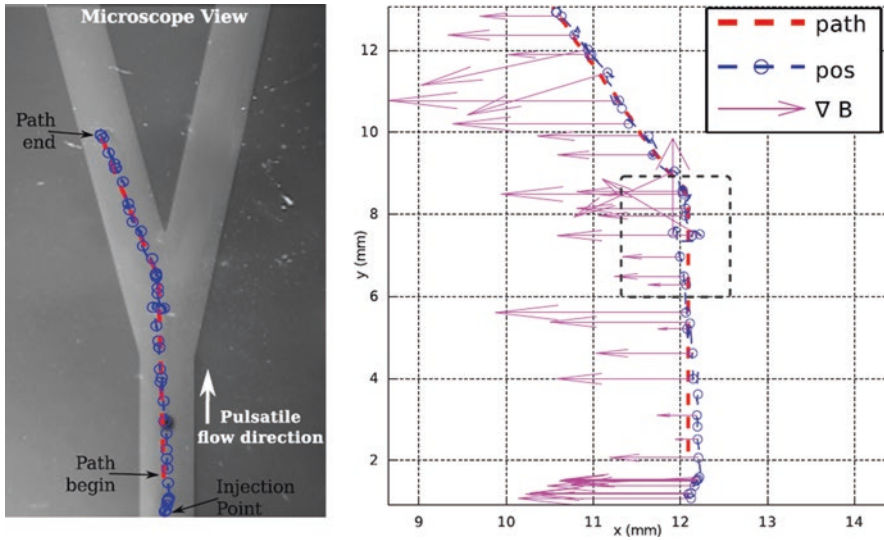 Microscope View
Path
end
Pulsatile
flow direction
Path
begin
Injection
Point
path
pos
∇ B
y (mm)
12
10
8
6
4
2
9
10
11
12
13
14
x (mm)